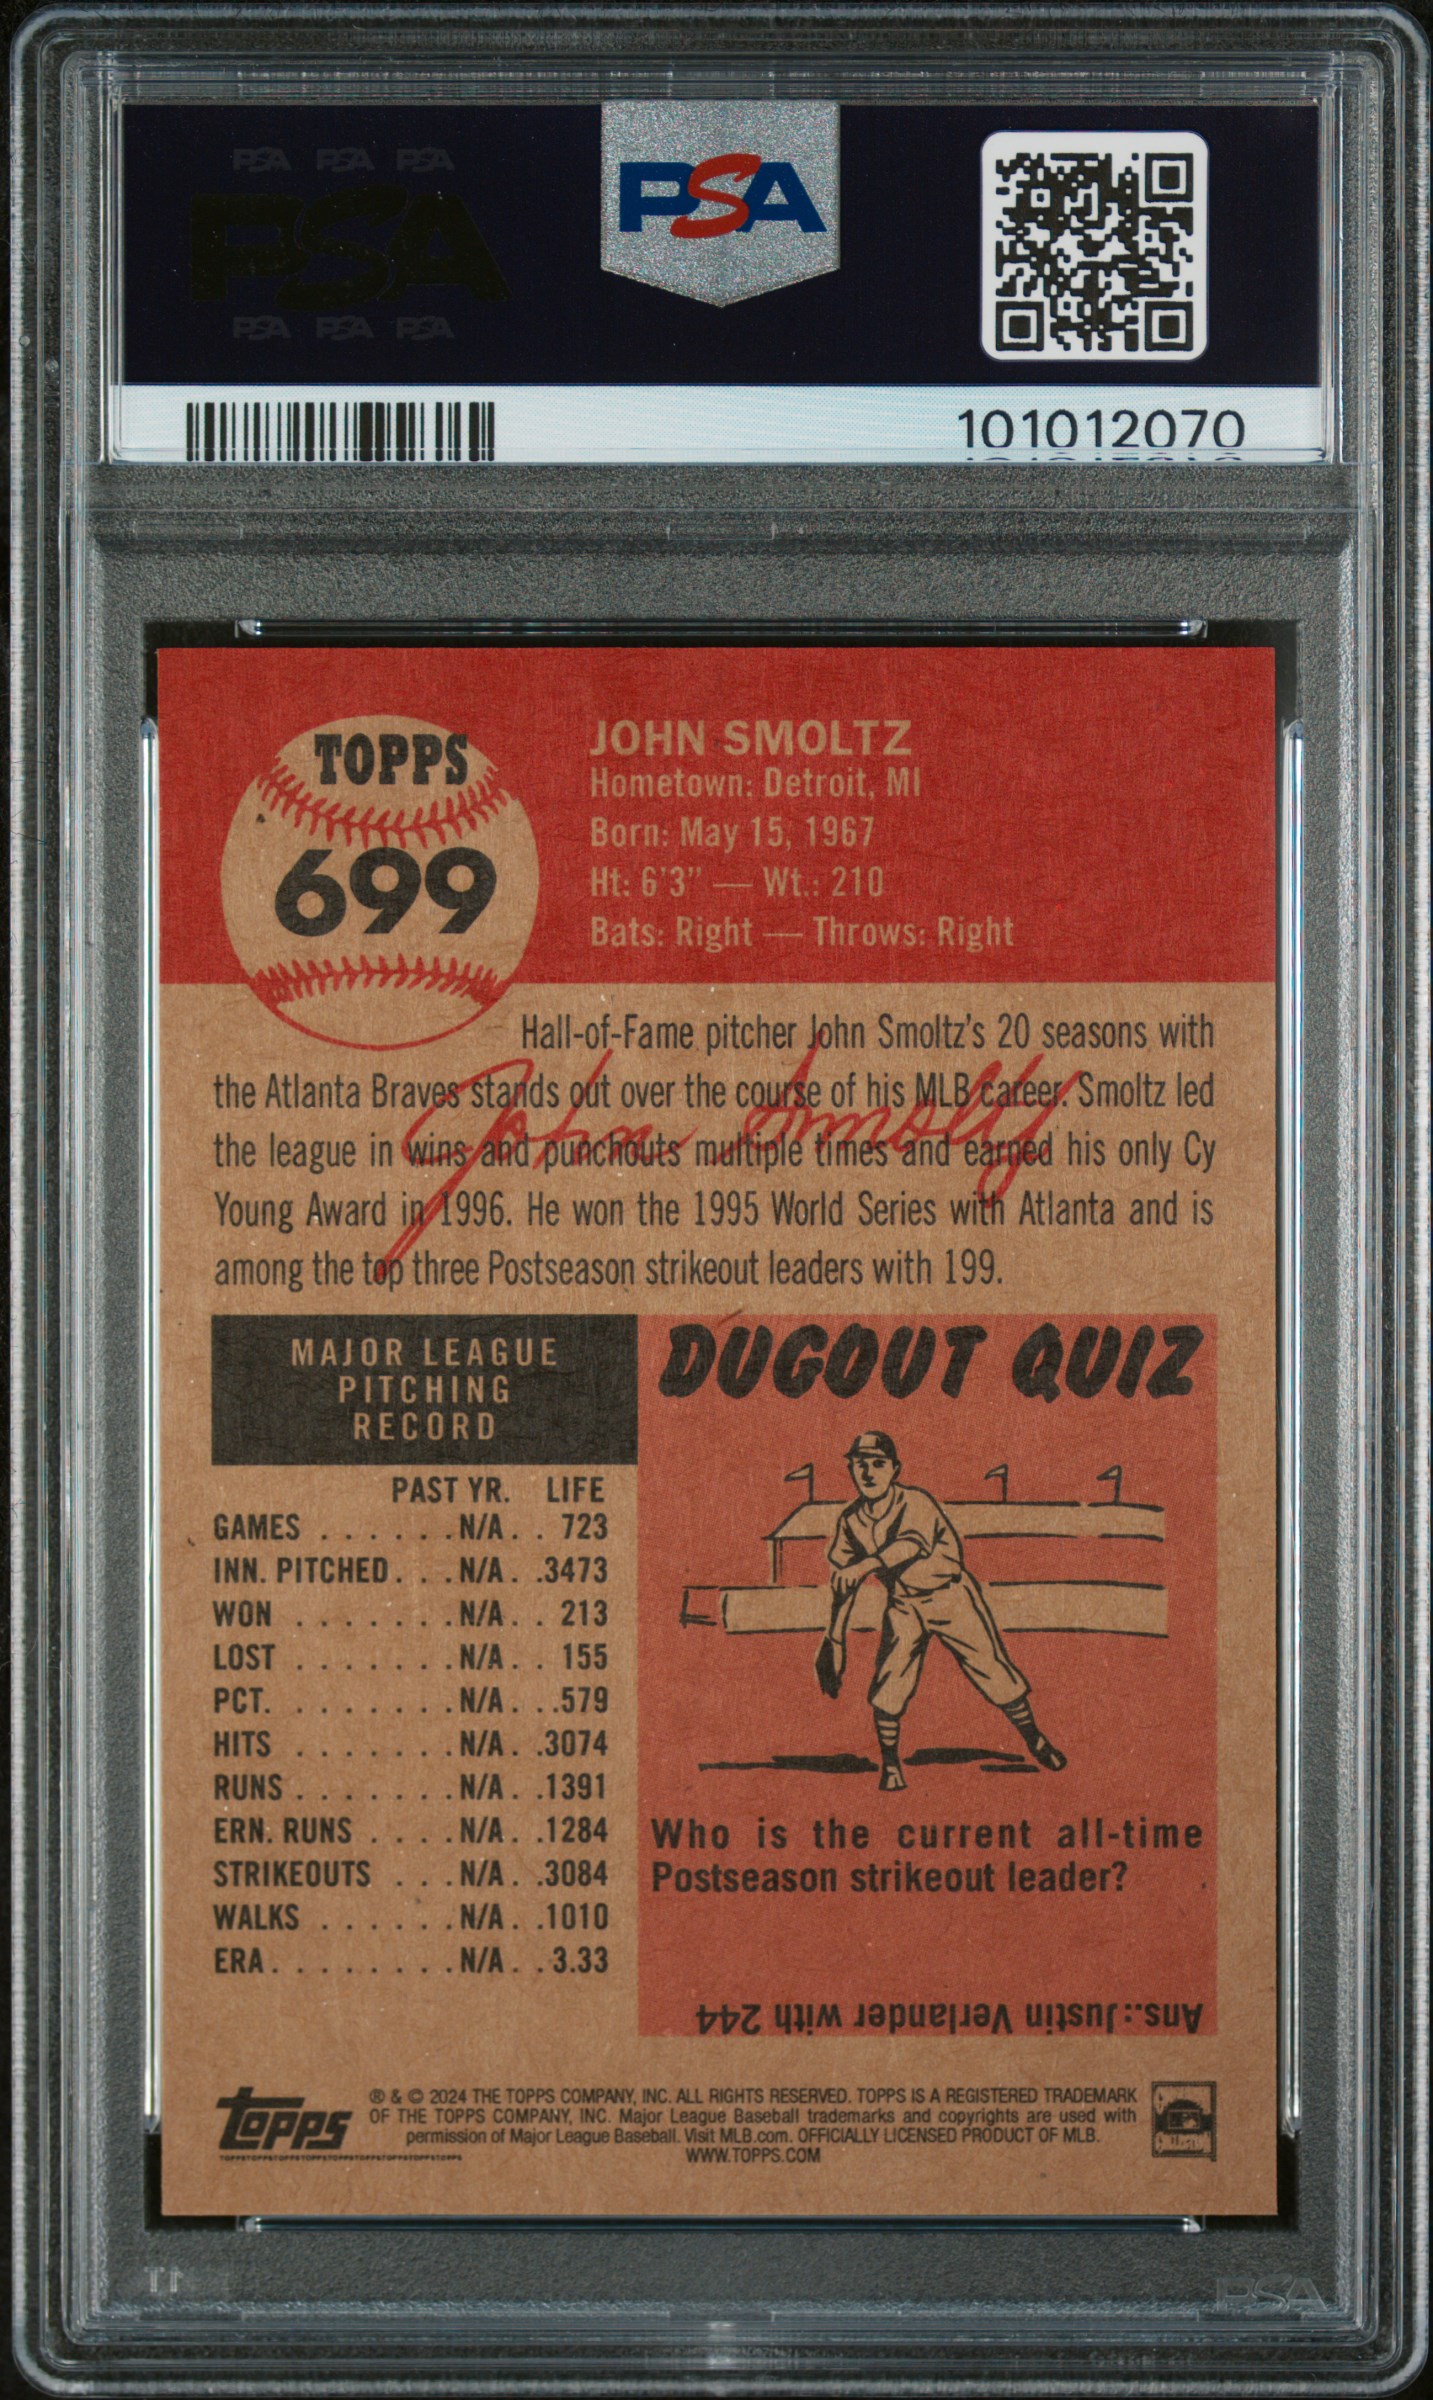 PSA PSA PSA
PSA
PSA PSA PSA
PSA
101012070
TOPPS
699
JOHN SMOLTZ
Hometown: Detroit, MI
Born: May 15, 1967
Ht: 6'3" — Wt.: 210
Bats: Right — Throws: Right
Hall-of-Fame pitcher John Smoltz's 20 seasons with
the Atlanta Braves stands out over the course of his MLB career. Smoltz led
the league in wins and punchouts multiple times and earned his only Cy
Young Award in 1996. He won the 1995 World Series with Atlanta and is
among the top three Postseason strikeout leaders with 199.
John Smoltz
MAJOR LEAGUE
PITCHING
RECORD
PAST YR. LIFE
GAMES . . . . . . N/A . . 723
INN. PITCHED . . . N/A . .3473
WON . . . . . . . N/A . . 213
LOST . . . . . . . N/A . . 155
PCT. . . . . . . . N/A . . .579
HITS . . . . . . . N/A . .3074
RUNS . . . . . . . N/A . .1391
ERN. RUNS . . . . N/A . .1284
STRIKEOUTS . . . N/A . .3084
WALKS . . . . . . N/A . .1010
ERA . . . . . . . . N/A . . 3.33
DUGOUT QUIZ
Who is the current all-time
Postseason strikeout leader?
Ans.: Justin Verlander with 244
topps
® & © 2024 THE TOPPS COMPANY, INC. ALL RIGHTS RESERVED. TOPPS IS A REGISTERED TRADEMARK
OF THE TOPPS COMPANY, INC. Major League Baseball trademarks and copyrights are used with
permission of Major League Baseball. Visit MLB.com. OFFICIALLY LICENSED PRODUCT OF MLB.
WWW.TOPPS.COM
PSA